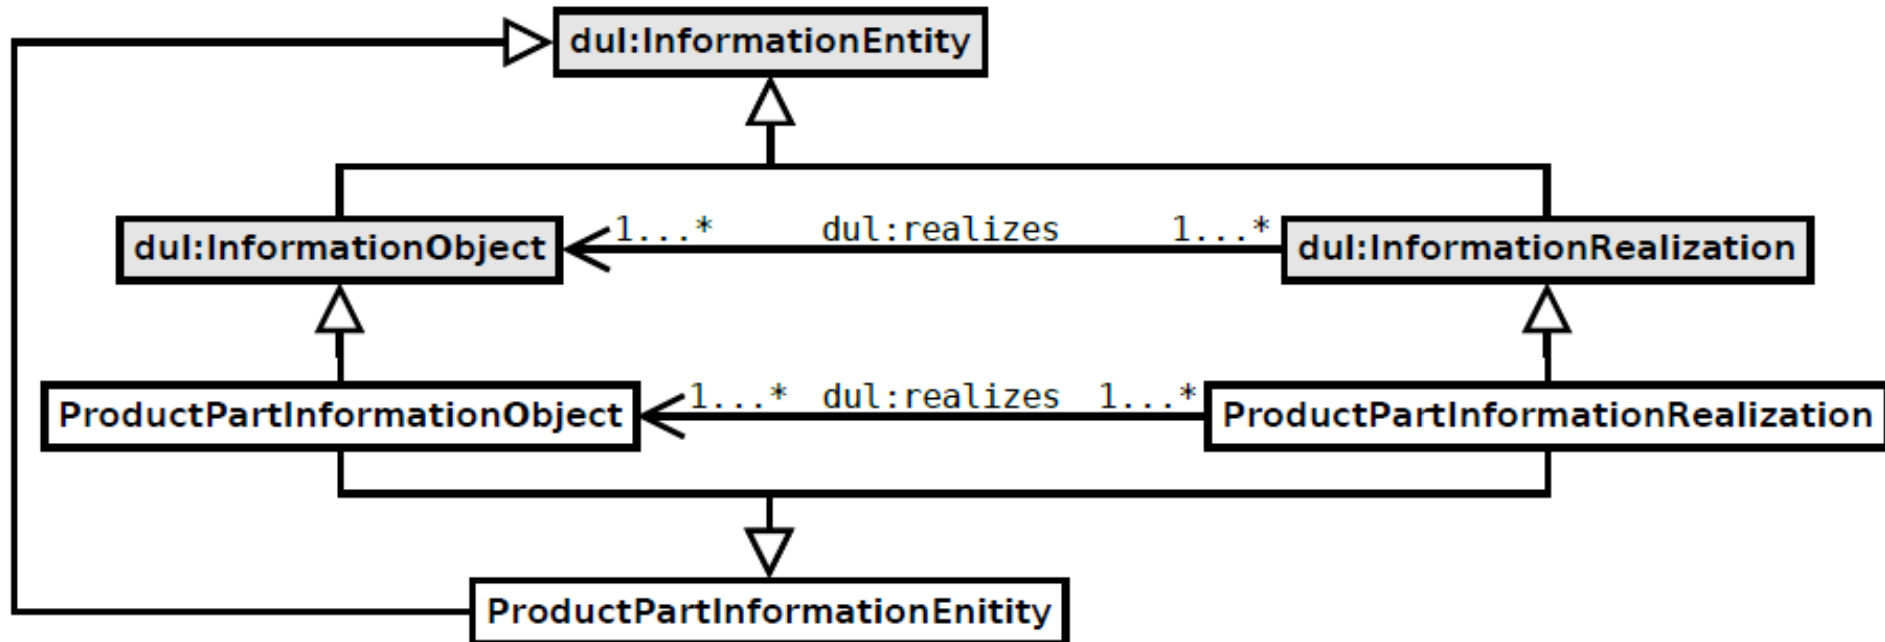 dul:InformationEntity
1...* dul:realizes 1...*
dul:InformationObject dul:InformationRealization
1...* dul:realizes 1...*
ProductPartInformationObject ProductPartInformationRealization
ProductPartInformationEnitity